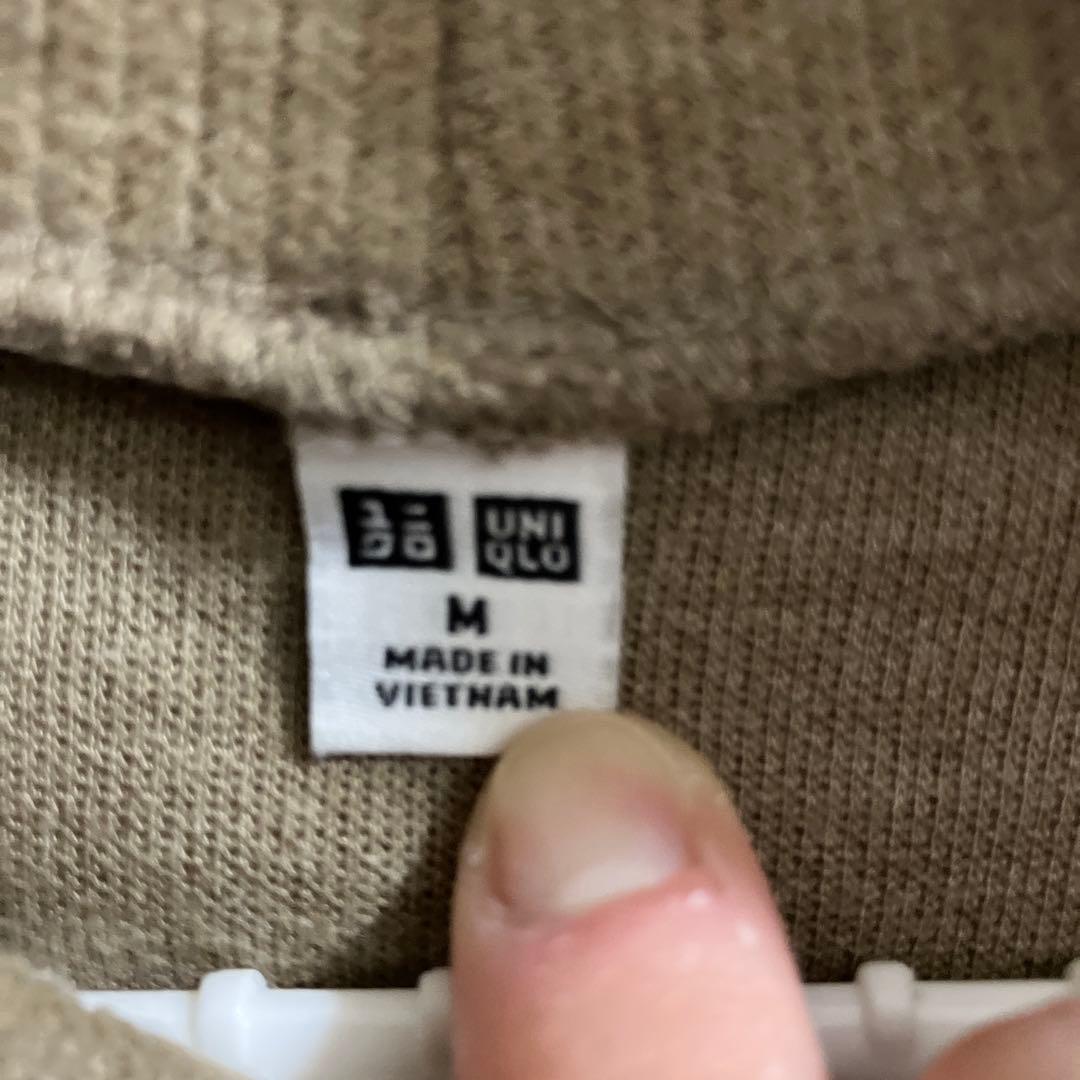 ユニ UNI
クロ QLO
M
MADE IN
VIETNAM